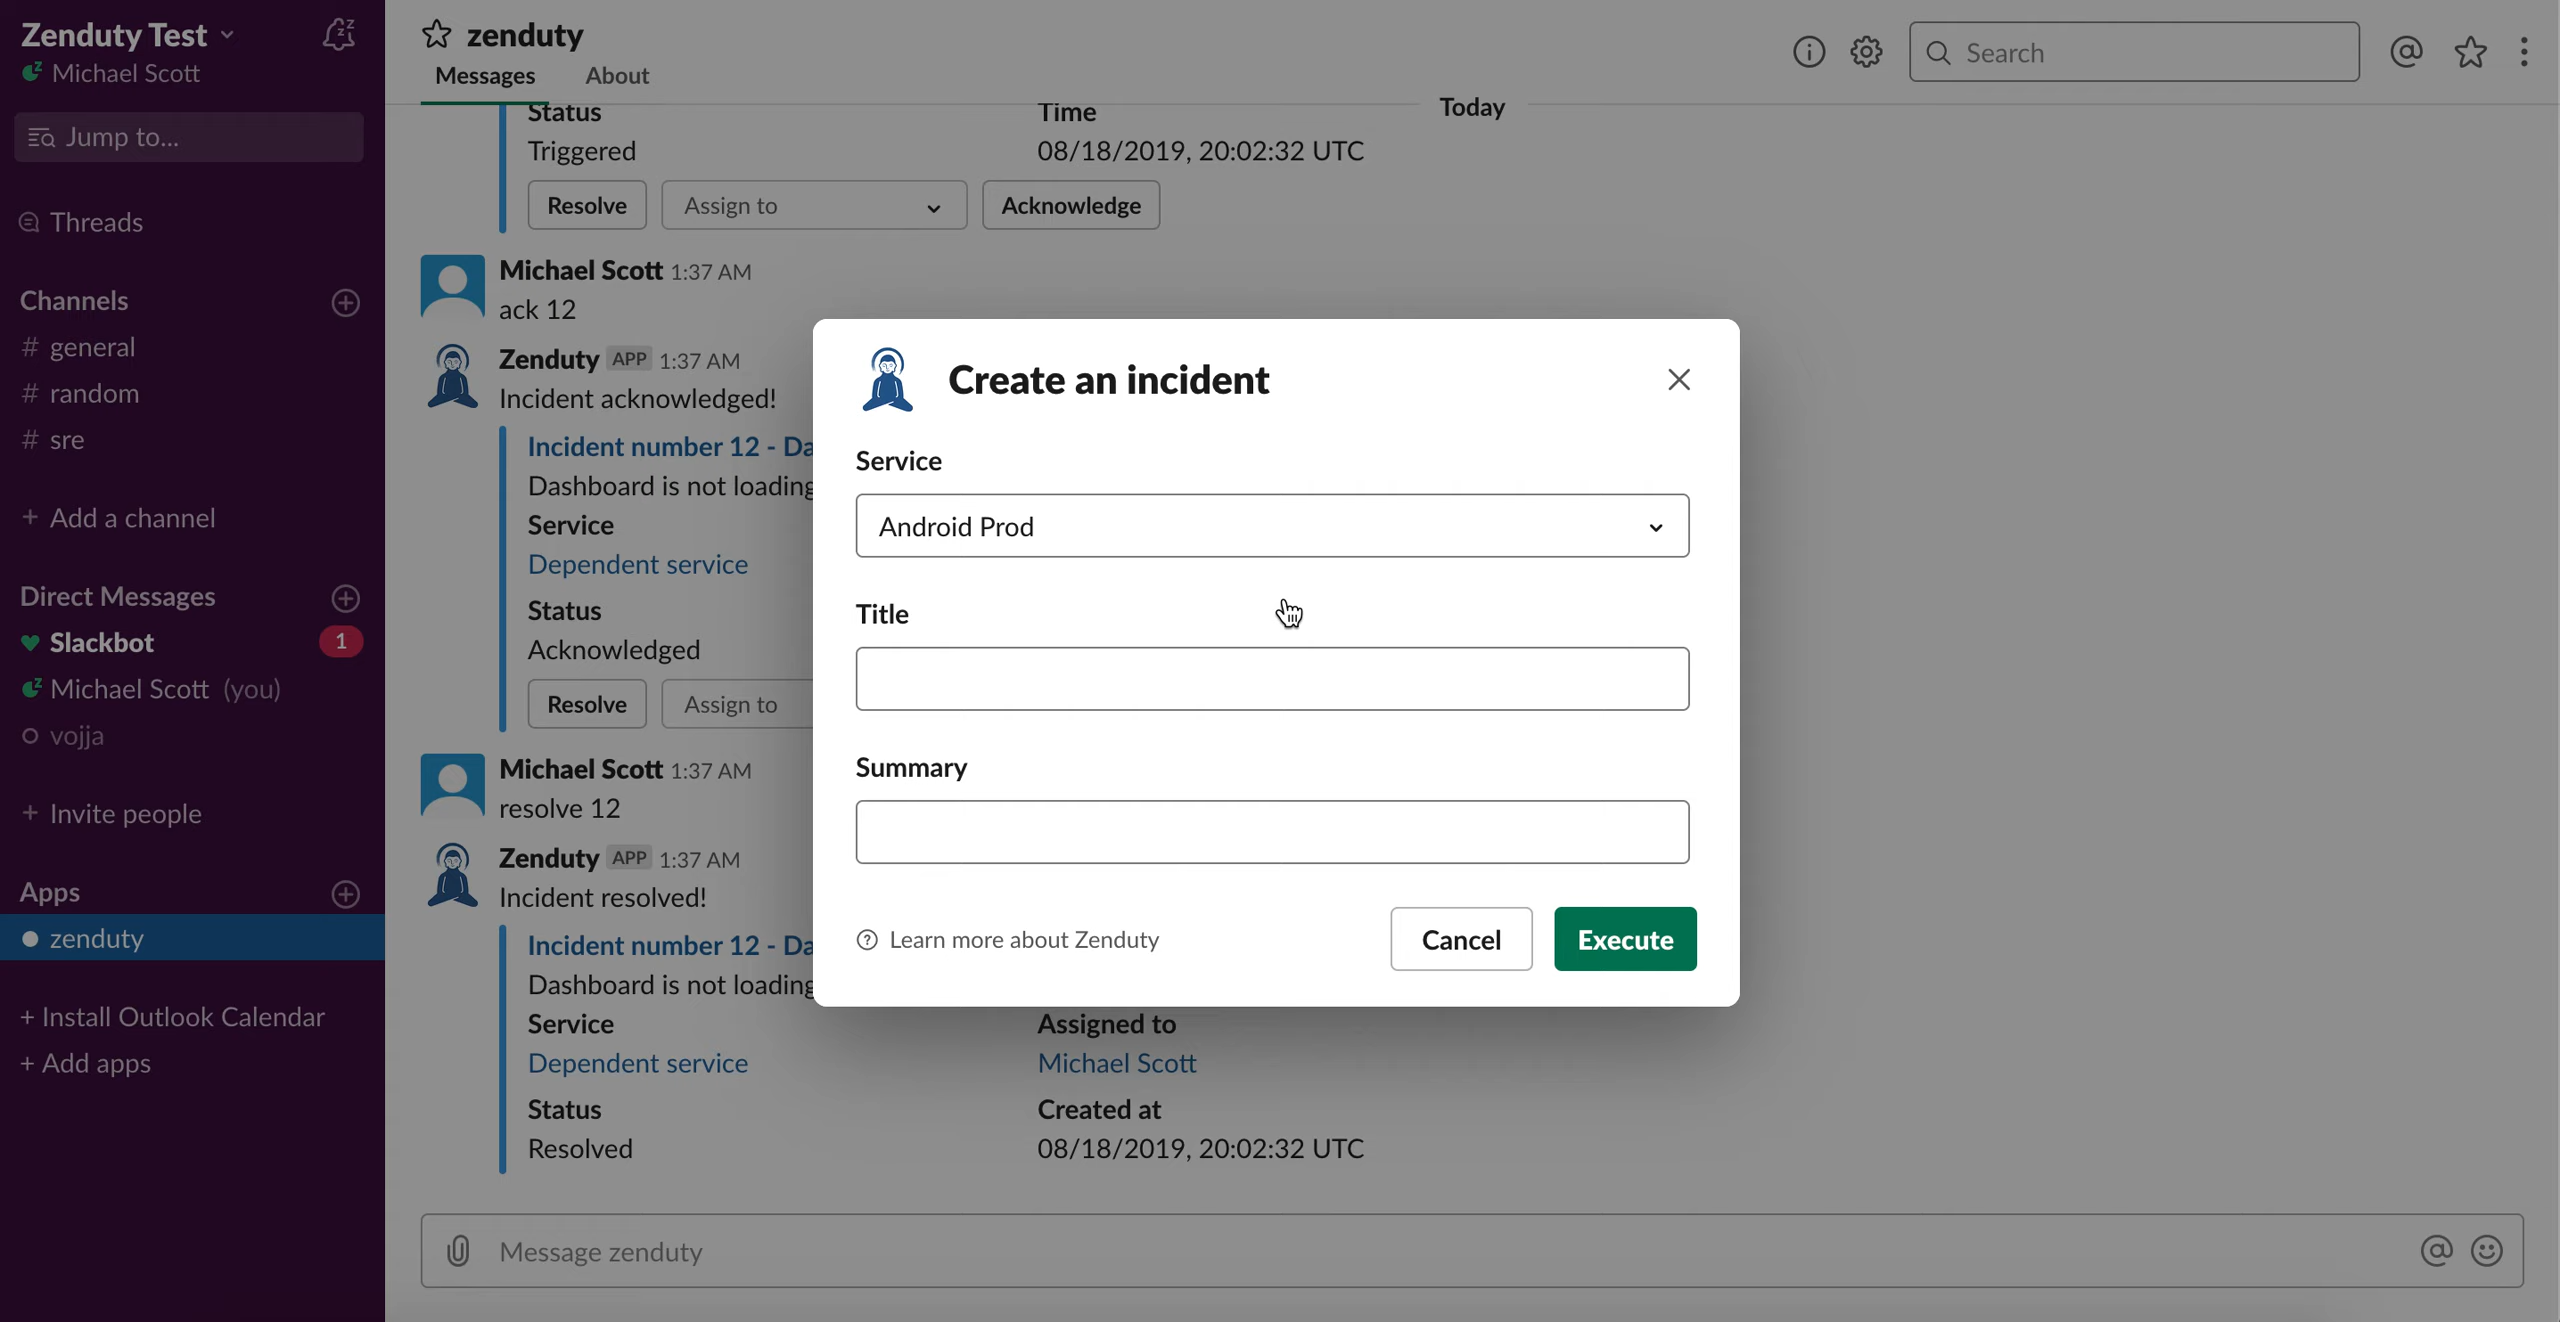 Zenduty Test
Michael Scott
Jump to...
Threads
Channels
# general
# random
# sre
+ Add a channel
Direct Messages
Slackbot 1
Michael Scott (you)
vojja
+ Invite people
Apps
zenduty
+ Install Outlook Calendar
+ Add apps
zenduty
Messages About
Search
Today
Status Time
Triggered 08/18/2019, 20:02:32 UTC
Resolve Assign to Acknowledge
Michael Scott 1:37 AM
ack 12
Zenduty APP 1:37 AM
Incident acknowledged!
Incident number 12 - Da
Dashboard is not loading
Service
Dependent service
Status
Acknowledged
Resolve Assign to
Michael Scott 1:37 AM
resolve 12
Zenduty APP 1:37 AM
Incident resolved!
Incident number 12 - Da
Dashboard is not loading
Service Assigned to
Dependent service Michael Scott
Status Created at
Resolved 08/18/2019, 20:02:32 UTC
Message zenduty
Create an incident
Service
Android Prod
Title
Summary
Learn more about Zenduty
Cancel Execute